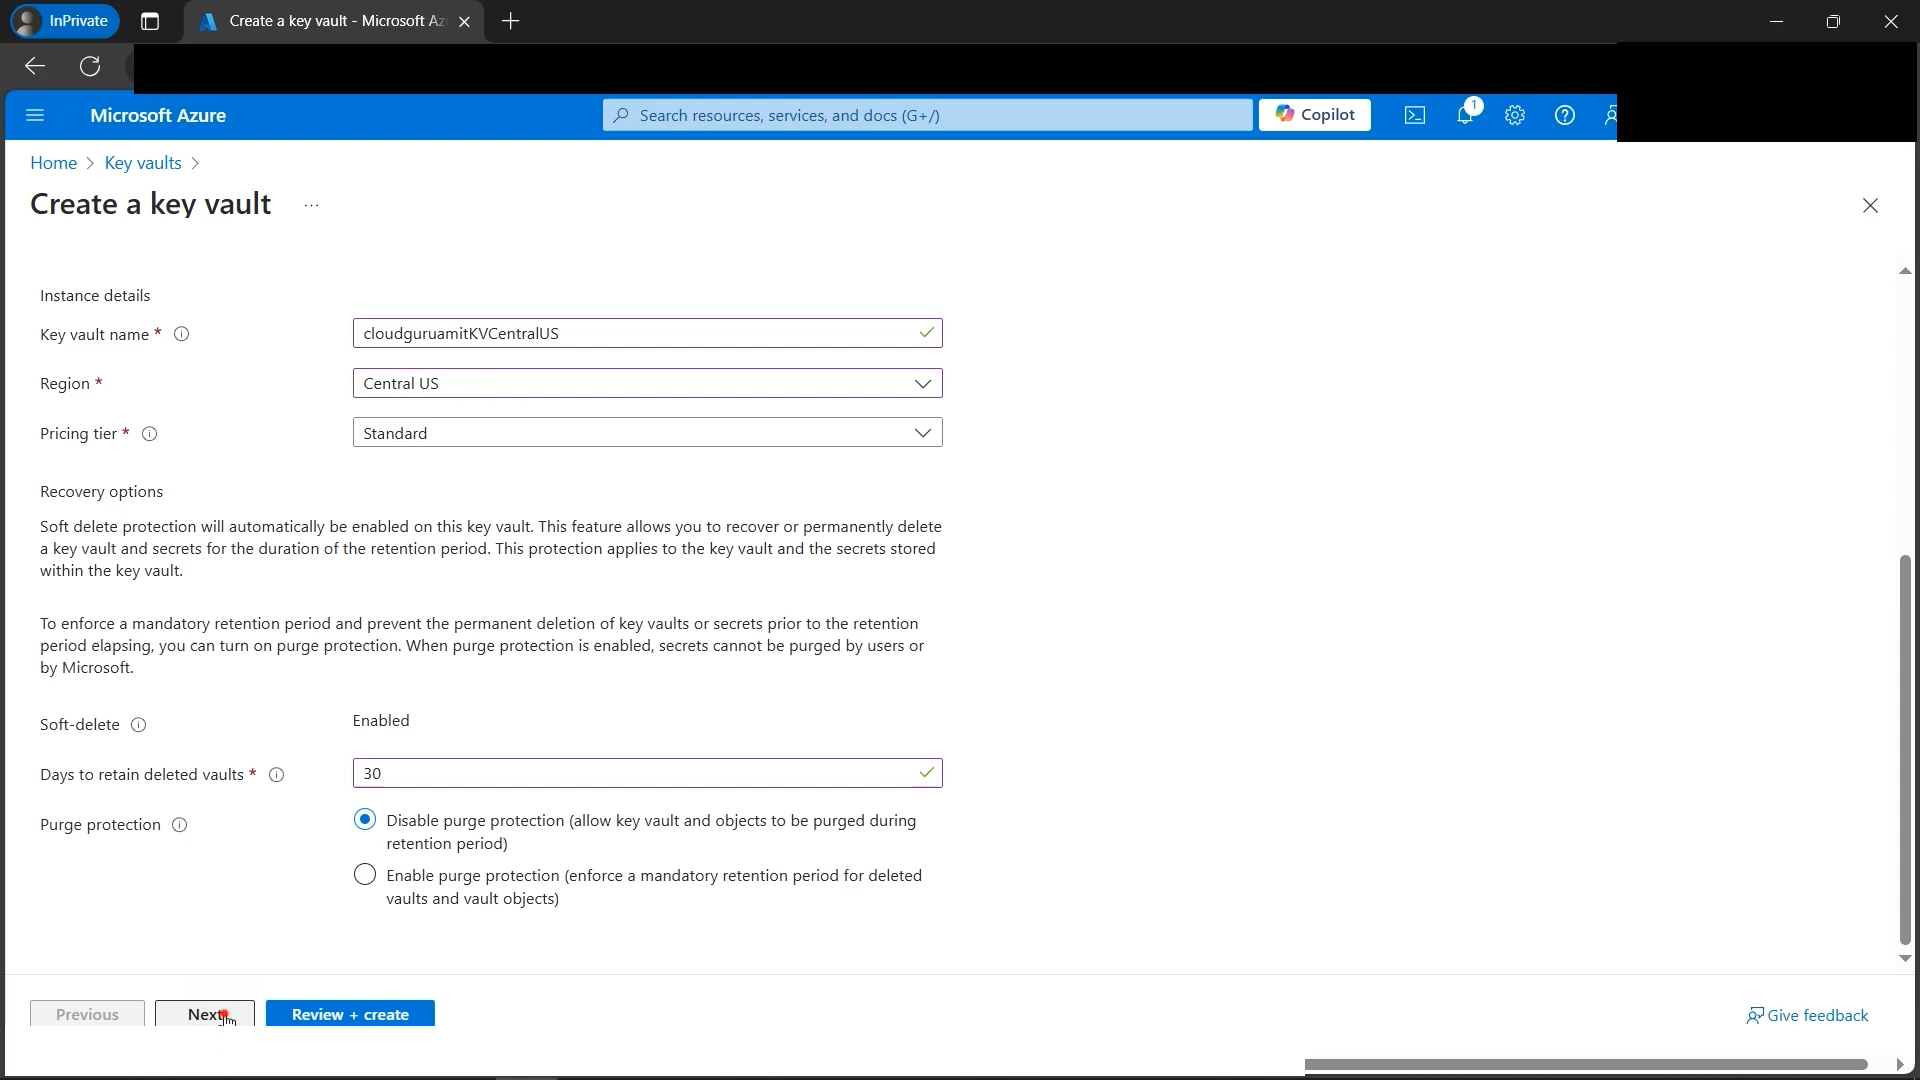 InPrivate
Create a key vault - Microsoft Az
Microsoft Azure
Search resources, services, and docs (G+/)
Copilot
1
Home > Key vaults >
Create a key vault ...
Instance details
Key vault name *
cloudguruamitKVCentralUS
Region *
Central US
Pricing tier *
Standard
Recovery options
Soft delete protection will automatically be enabled on this key vault. This feature allows you to recover or permanently delete
a key vault and secrets for the duration of the retention period. This protection applies to the key vault and the secrets stored
within the key vault.
To enforce a mandatory retention period and prevent the permanent deletion of key vaults or secrets prior to the retention
period elapsing, you can turn on purge protection. When purge protection is enabled, secrets cannot be purged by users or
by Microsoft.
Soft-delete
Enabled
Days to retain deleted vaults *
30
Purge protection
Disable purge protection (allow key vault and objects to be purged during
retention period)
Enable purge protection (enforce a mandatory retention period for deleted
vaults and vault objects)
Previous
Next
Review + create
Give feedback